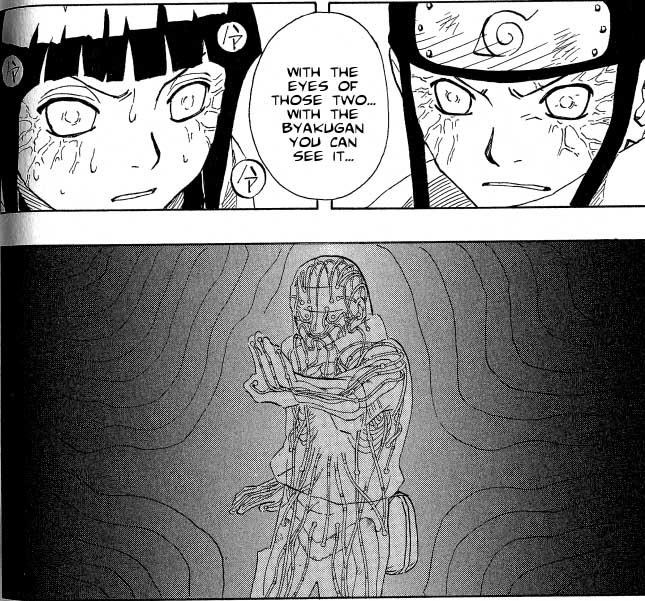 WITH THE
EYES OF
THOSE TWO...
WITH THE
BYAKUGAN
YOU CAN
SEE IT...